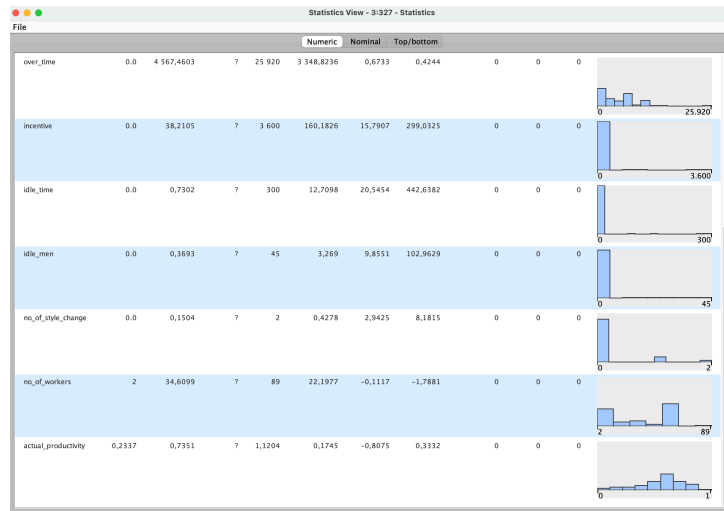 Statistics View - 3:327 - Statistics
File
Numeric Nominal Top/bottom
over_time 0.0 4 567,4603 ? 25 920 3 348,8236 0,6733 0,4244 0 0 0
0 25.920
incentive 0.0 38,2105 ? 3 600 160,1826 15,7907 299,0325 0 0 0
0 3.600
idle_time 0.0 0,7302 ? 300 12,7098 20,5454 442,6382 0 0 0
0 300
idle_men 0.0 0,3693 ? 45 3,269 9,8551 102,9629 0 0 0
0 45
no_of_style_change 0.0 0,1504 ? 2 0,4278 2,9425 8,1815 0 0 0
0 2
no_of_workers 2 34,6099 ? 89 22,1977 −0,1117 −1,7881 0 0 0
2 89
actual_productivity 0,2337 0,7351 ? 1,1204 0,1745 −0,8075 0,3332 0 0 0
0 1